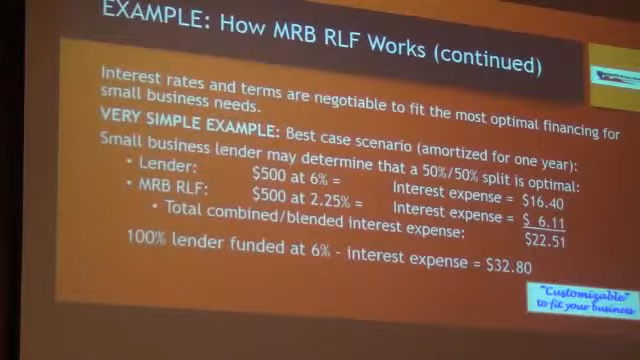 EXAMPLE: How MRB RLF Works (continued)
Interest rates and terms are negotiable to fit the most optimal financing for
small business needs.
VERY SIMPLE EXAMPLE: Best case scenario (amortized for one year):
Small business lender may determine that a 50%/50% split is optimal:
• Lender: $500 at 6% = Interest expense = $16.40
• MRB RLF: $500 at 2.25% = Interest expense = $ 6.11
• Total combined/blended interest expense: $22.51
100% lender funded at 6% - interest expense = $32.80
"Customizable"
to fit your business